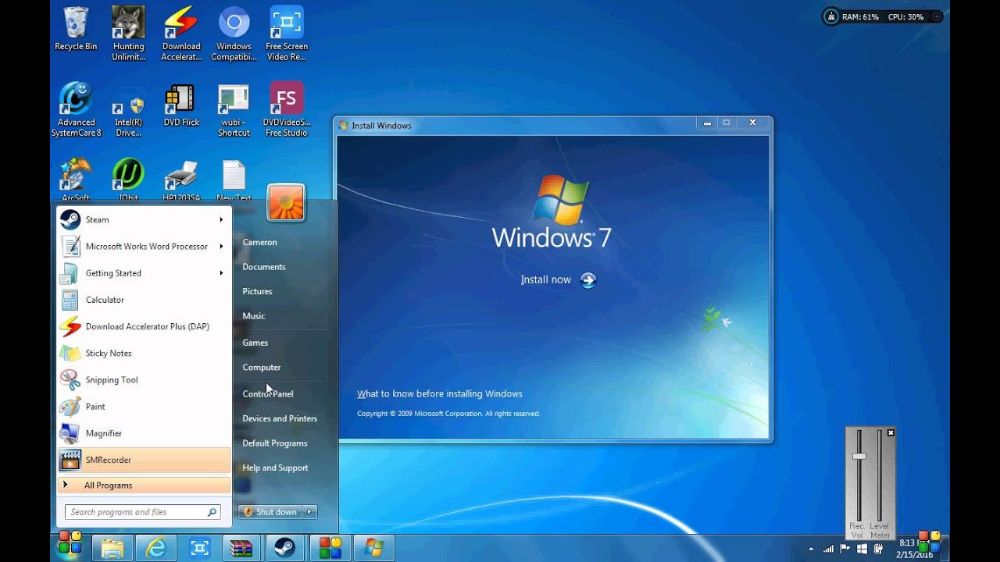 RAM: 61% CPU: 30%
Recycle Bin
Hunting
Unlimit...
Download
Accelerat...
Windows
Compatibi...
Free Screen
Video Re...
Advanced
SystemCare 8
Intel(R)
Drive...
DVD Flick
wubi -
Shortcut
FS
DVDVideoS...
Free Studio
ArcSoft
IObit
HP12035A
New Text
Install Windows
Windows 7
Install now
What to know before installing Windows
Copyright © 2009 Microsoft Corporation. All rights reserved.
Steam
Microsoft Works Word Processor
Getting Started
Calculator
Download Accelerator Plus (DAP)
Sticky Notes
Snipping Tool
Paint
Magnifier
SMRecorder
All Programs
Search programs and files
Cameron
Documents
Pictures
Music
Games
Computer
Control Panel
Devices and Printers
Default Programs
Help and Support
Shut down
Rec. Level
Vol Meter
8:13
2/15/2016